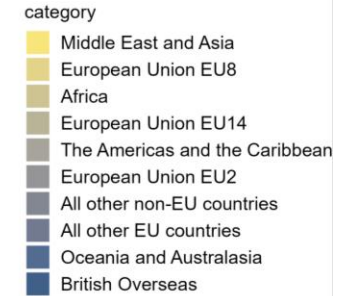 category
Middle East and Asia
European Union EU8
Africa
European Union EU14
The Americas and the Caribbean
European Union EU2
All other non-EU countries
All other EU countries
Oceania and Australasia
British Overseas